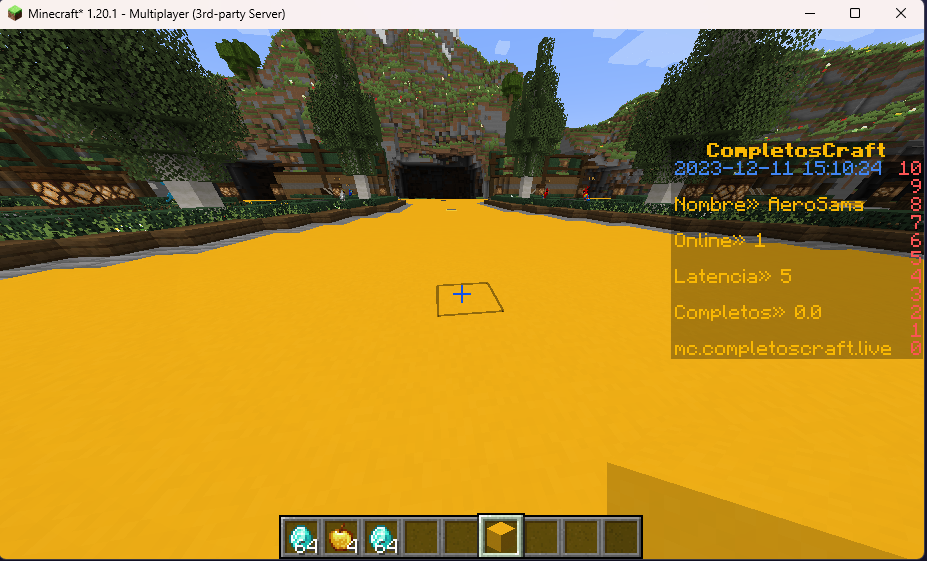 Minecraft* 1.20.1 - Multiplayer (3rd-party Server)
CompletosCraft
2023-12-11 15:10:24 10
9
Nombre» AeroSama 8
7
Online» 1 6
5
Latencia» 5 4
3
Completos» 0.0 2
1
mc.completoscraft.live 0
64 4 64